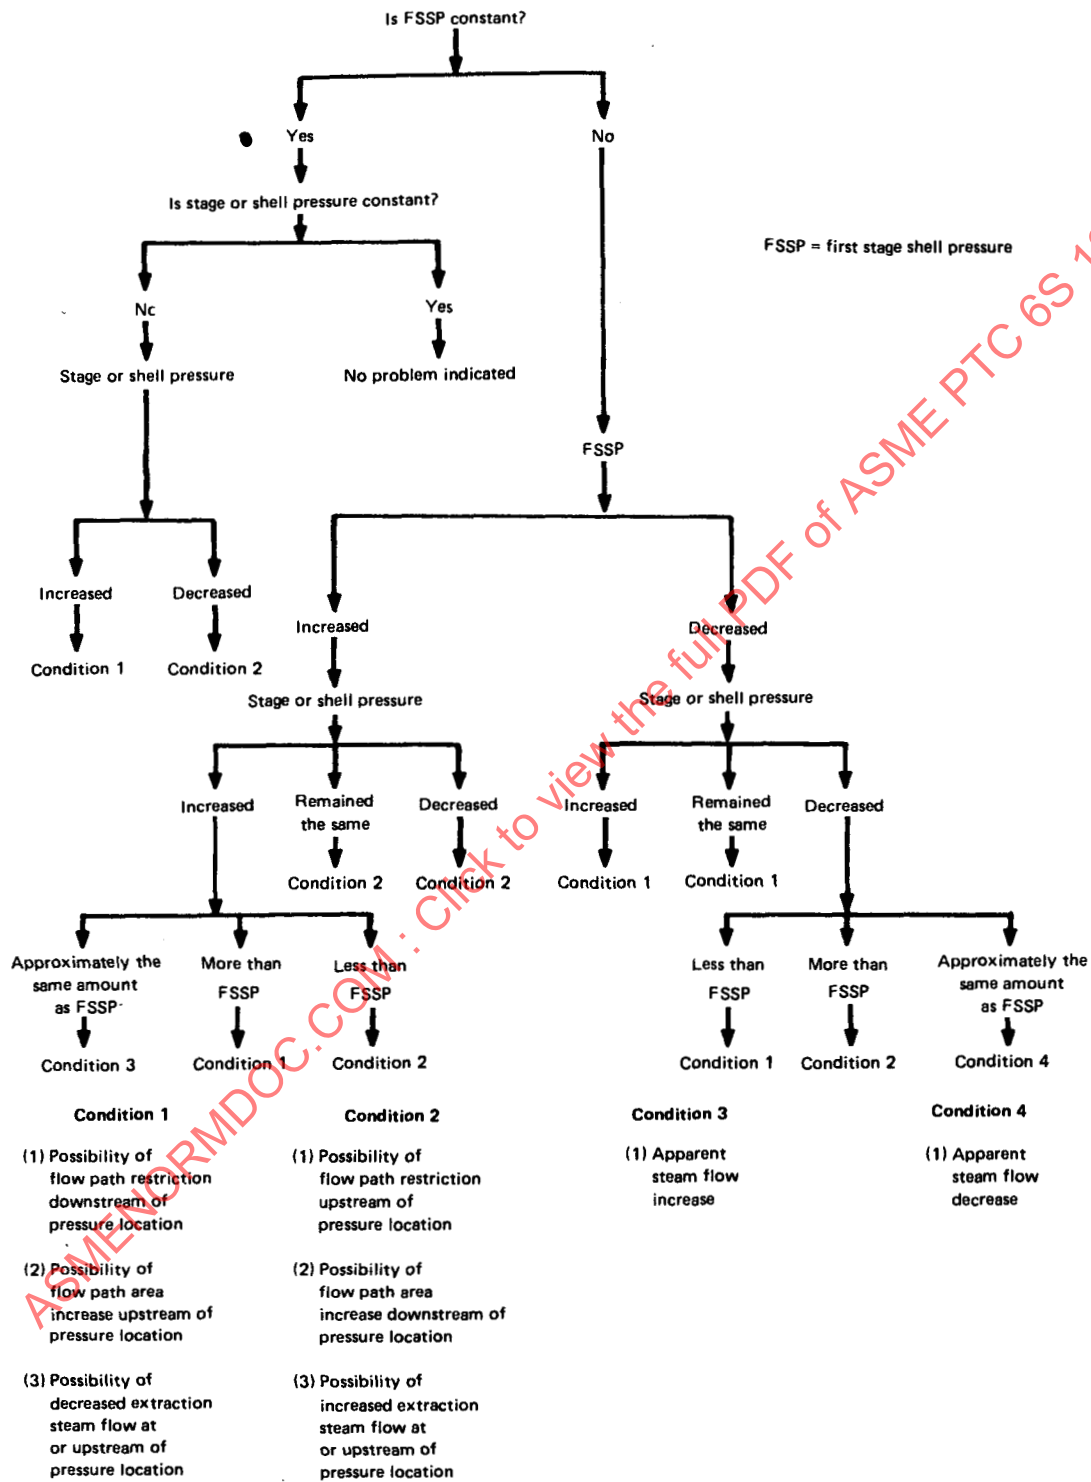 Is FSSP constant?
Yes
No
Is stage or shell pressure constant?
FSSP = first stage shell pressure
Nc
Yes
Stage or shell pressure
No problem indicated
FSSP
Increased
Decreased
Condition 1
Condition 2
Increased
Decreased
Stage or shell pressure
Stage or shell pressure
Increased
Remained
the same
Decreased
Increased
Remained
the same
Decreased
Condition 2
Condition 2
Condition 1
Condition 1
Approximately the
same amount
as FSSP
More than
FSSP
Less than
FSSP
Less than
FSSP
More than
FSSP
Approximately the
same amount
as FSSP
Condition 3
Condition 1
Condition 2
Condition 1
Condition 2
Condition 4
Condition 1
(1) Possibility of
flow path restriction
downstream of
pressure location
(2) Possibility of
flow path area
increase upstream of
pressure location
(3) Possibility of
decreased extraction
steam flow at
or upstream of
pressure location
Condition 2
(1) Possibility of
flow path restriction
upstream of
pressure location
(2) Possibility of
flow path area
increase downstream of
pressure location
(3) Possibility of
increased extraction
steam flow at
or upstream of
pressure location
Condition 3
(1) Apparent
steam flow
increase
Condition 4
(1) Apparent
steam flow
decrease
ASMENORMDOC.COM : Click to view the full PDF of ASME PTC 6S